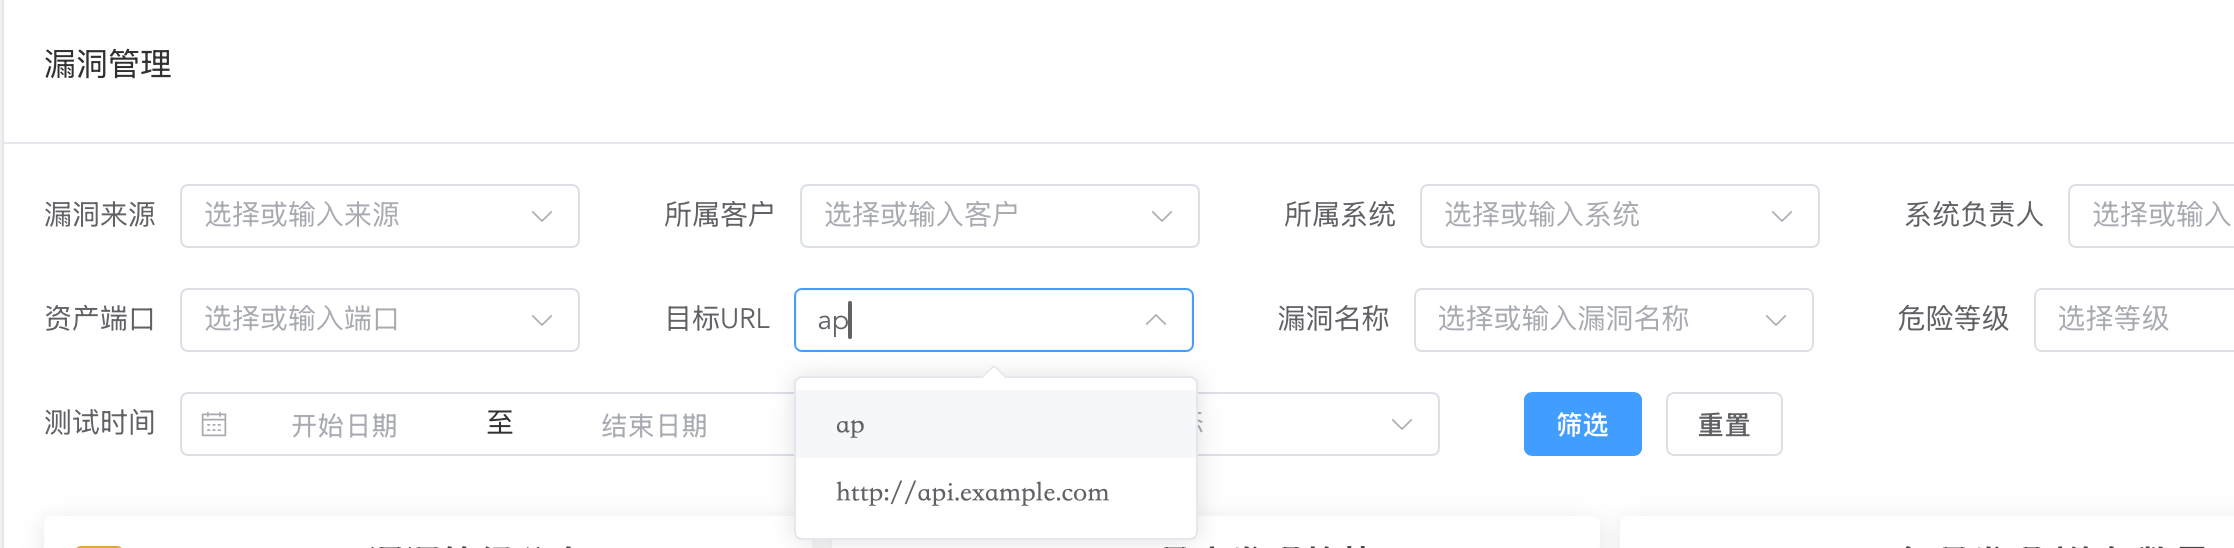 漏洞管理
漏洞来源 选择或输入来源 所属客户 选择或输入客户 所属系统 选择或输入系统 系统负责人 选择或输入
资产端口 选择或输入端口 目标URL ap 漏洞名称 选择或输入漏洞名称 危险等级 选择等级
测试时间 开始日期 至 结束日期 筛选 重置
ap
http://api.example.com